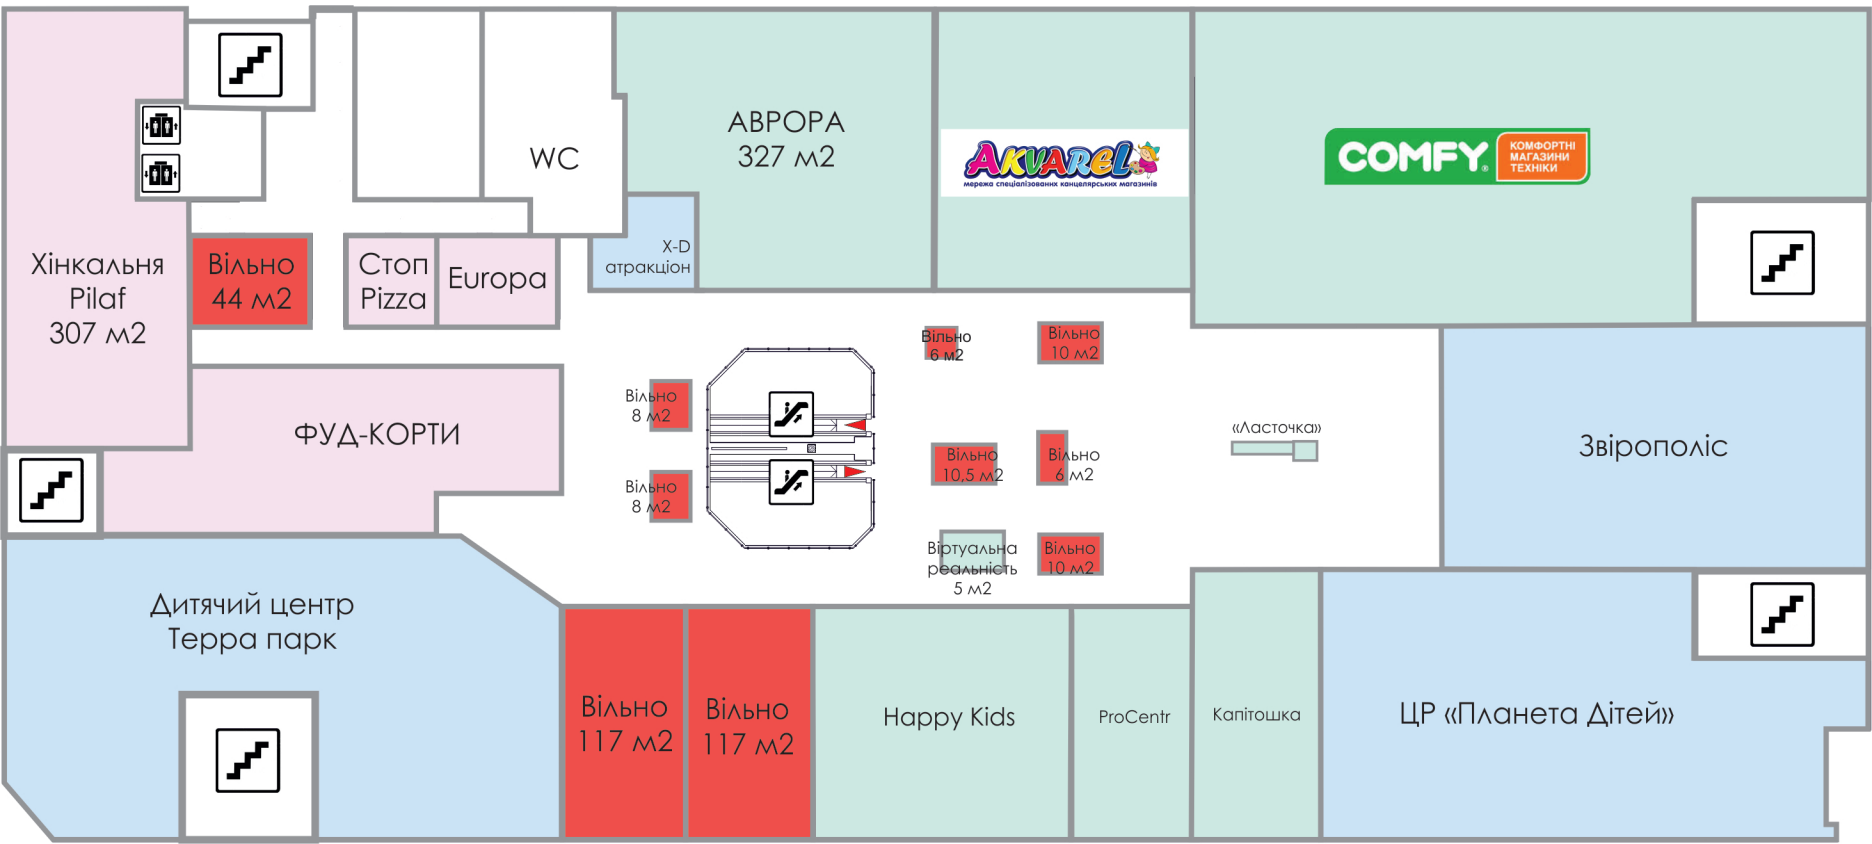 АВРОРА
327 м2
WC
AKVAREL
мережа спеціалізованих канцелярських магазинів
COMFY®
КОМФОРТНІ
МАГАЗИНИ
ТЕХНІКИ
Хінкальня
Pilaf
307 м2
Вільно
44 м2
Стоп
Pizza
Europa
X-D
атракціон
Вільно
6 м2
Вільно
10 м2
Вільно
8 м2
ФУД-КОРТИ
«Ласточка»
Звірополіс
Вільно
10,5 м2
Вільно
6 м2
Вільно
8 м2
Віртуальна
реальність
5 м2
Вільно
10 м2
Дитячий центр
Терра парк
Вільно
117 м2
Вільно
117 м2
Happy Kids
ProCentr
Капітошка
ЦР «Планета Дітей»